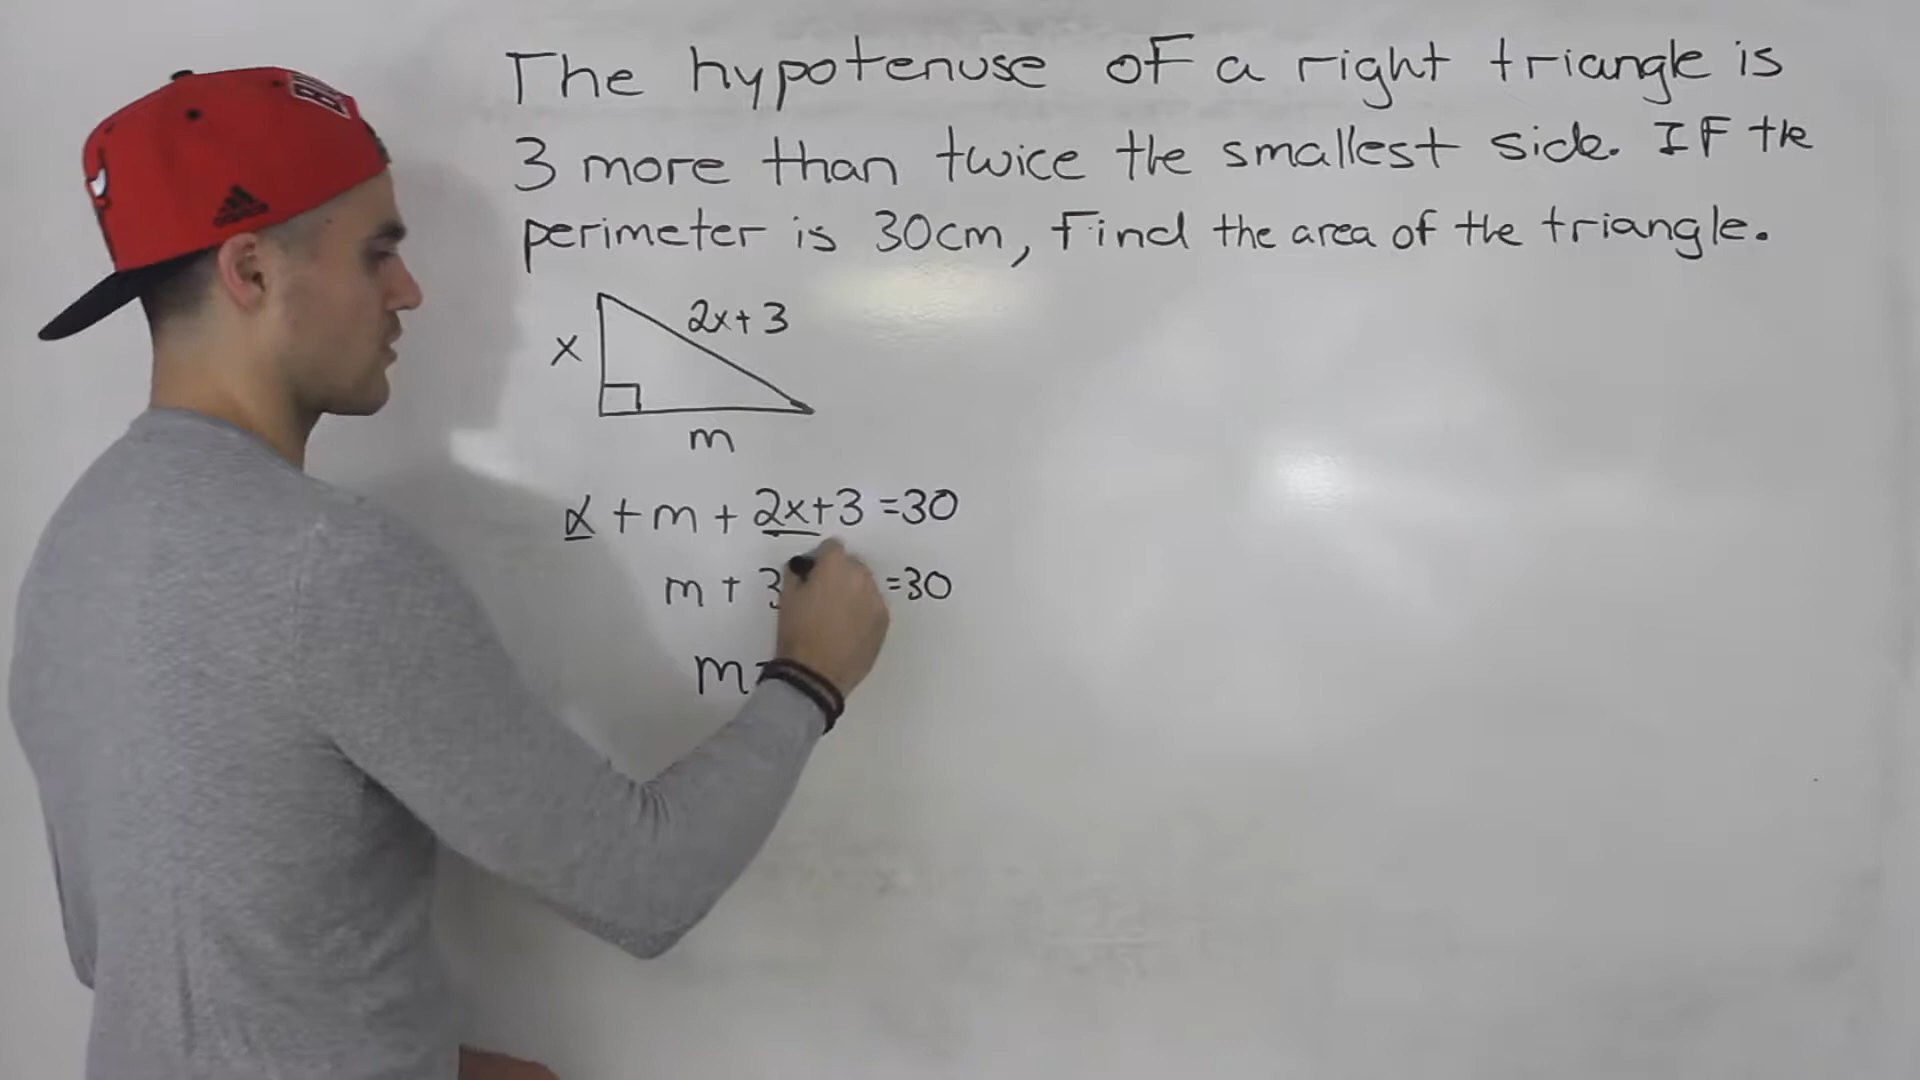 The hypotenuse of a right triangle is
3 more than twice the smallest side. If the
perimeter is 30cm, Find the area of the triangle.
2x+3
x
m
x + m + 2x+3 =30
m + 3 =30
m=